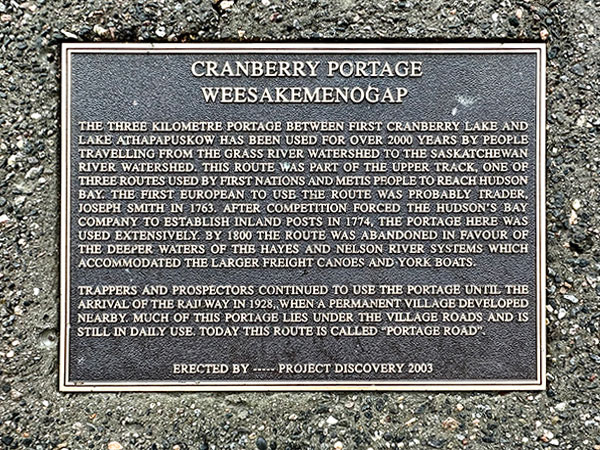 CRANBERRY PORTAGE
WEESAKEMENOGAP
THE THREE KILOMETRE PORTAGE BETWEEN FIRST CRANBERRY LAKE AND
LAKE ATHAPAPUSKOW HAS BEEN USED FOR OVER 2000 YEARS BY PEOPLE
TRAVELLING FROM THE GRASS RIVER WATERSHED TO THE SASKATCHEWAN
RIVER WATERSHED. THIS ROUTE WAS PART OF THE UPPER TRACK, ONE OF
THREE ROUTES USED BY FIRST NATIONS AND METIS PEOPLE TO REACH HUDSON
BAY. THE FIRST EUROPEAN TO USE THE ROUTE WAS PROBABLY TRADER,
JOSEPH SMITH IN 1763. AFTER COMPETITION FORCED THE HUDSON'S BAY
COMPANY TO ESTABLISH INLAND POSTS IN 1774, THE PORTAGE HERE WAS
USED EXTENSIVELY. BY 1800 THE ROUTE WAS ABANDONED IN FAVOUR OF
THE DEEPER WATERS OF THE HAYES AND NELSON RIVER SYSTEMS WHICH
ACCOMMODATED THE LARGER FREIGHT CANOES AND YORK BOATS.
TRAPPERS AND PROSPECTORS CONTINUED TO USE THE PORTAGE UNTIL THE
ARRIVAL OF THE RAILWAY IN 1928, WHEN A PERMANENT VILLAGE DEVELOPED
NEARBY. MUCH OF THIS PORTAGE LIES UNDER THE VILLAGE ROADS AND IS
STILL IN DAILY USE. TODAY THIS ROUTE IS CALLED "PORTAGE ROAD".
ERECTED BY ----- PROJECT DISCOVERY 2003